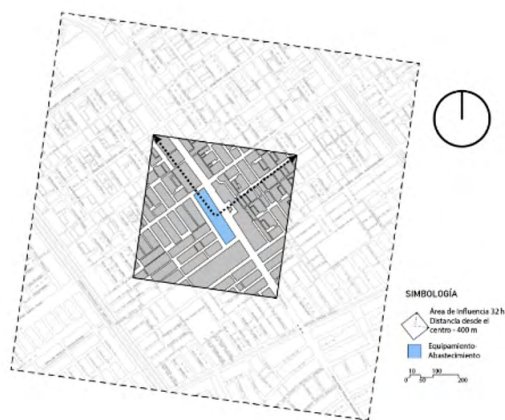 SIMBOLOGÍA
Área de Influencia 32 h
Distancia desde el
centro - 400 m
Equipamiento-
Abastecimiento
10 100
0 50 200